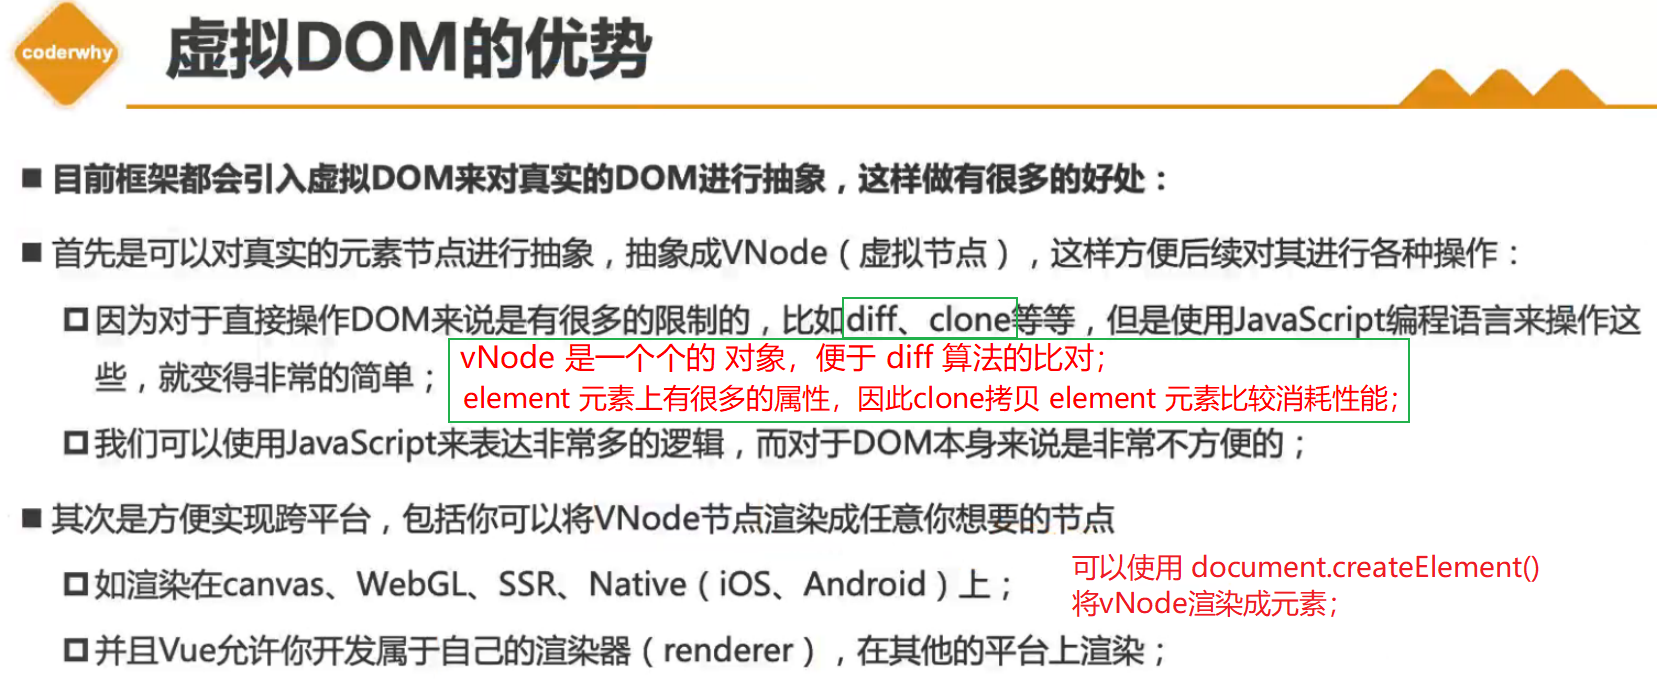 coderwhy
虚拟DOM的优势
■ 目前框架都会引入虚拟DOM来对真实的DOM进行抽象，这样做有很多的好处：
■ 首先是可以对真实的元素节点进行抽象，抽象成VNode（虚拟节点），这样方便后续对其进行各种操作：
因为对于直接操作DOM来说是有很多的限制的，比如diff、clone等等，但是使用JavaScript编程语言来操作这
些，就变得非常的简单；
vNode 是一个个的 对象，便于 diff 算法的比对；
element 元素上有很多的属性，因此clone拷贝 element 元素比较消耗性能；
我们可以使用JavaScript来表达非常多的逻辑，而对于DOM本身来说是非常不方便的；
■ 其次是方便实现跨平台，包括你可以将VNode节点渲染成任意你想要的节点
如渲染在canvas、WebGL、SSR、Native（iOS、Android）上；
可以使用 document.createElement()
将vNode渲染成元素；
并且Vue允许你开发属于自己的渲染器（renderer），在其他的平台上渲染；